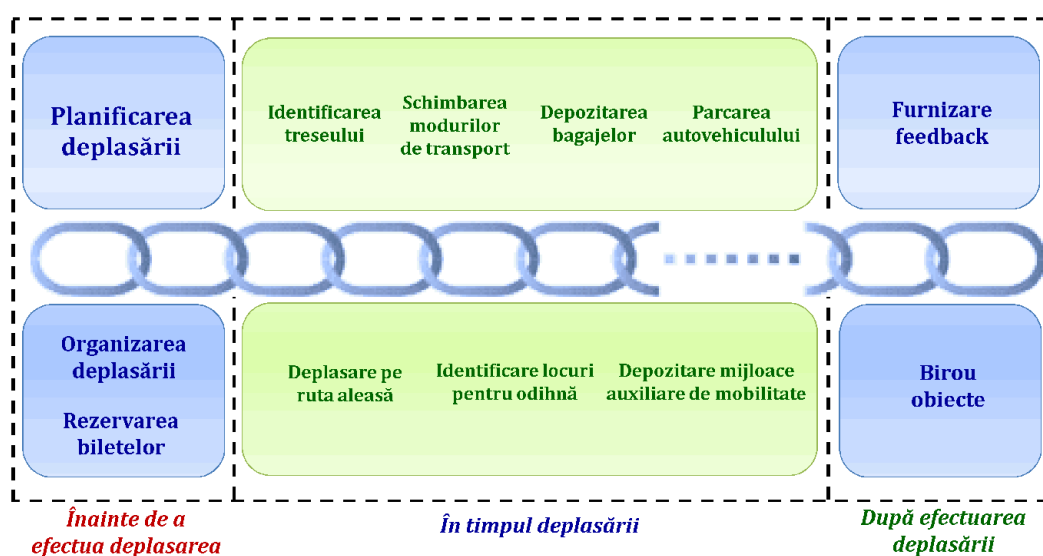 Planificarea
deplasării
Identificarea
treseului
Schimbarea
modurilor
de transport
Depozitarea
bagajelor
Parcarea
autovehiculului
Furnizare
feedback
Organizarea
deplasării
Rezervarea
biletelor
Deplasare pe
ruta aleasă
Identificare locuri
pentru odihnă
Depozitare mijloace
auxiliare de mobilitate
Birou
obiecte
Înainte de a
efectua deplasarea
În timpul deplasării
După efectuarea
deplasării